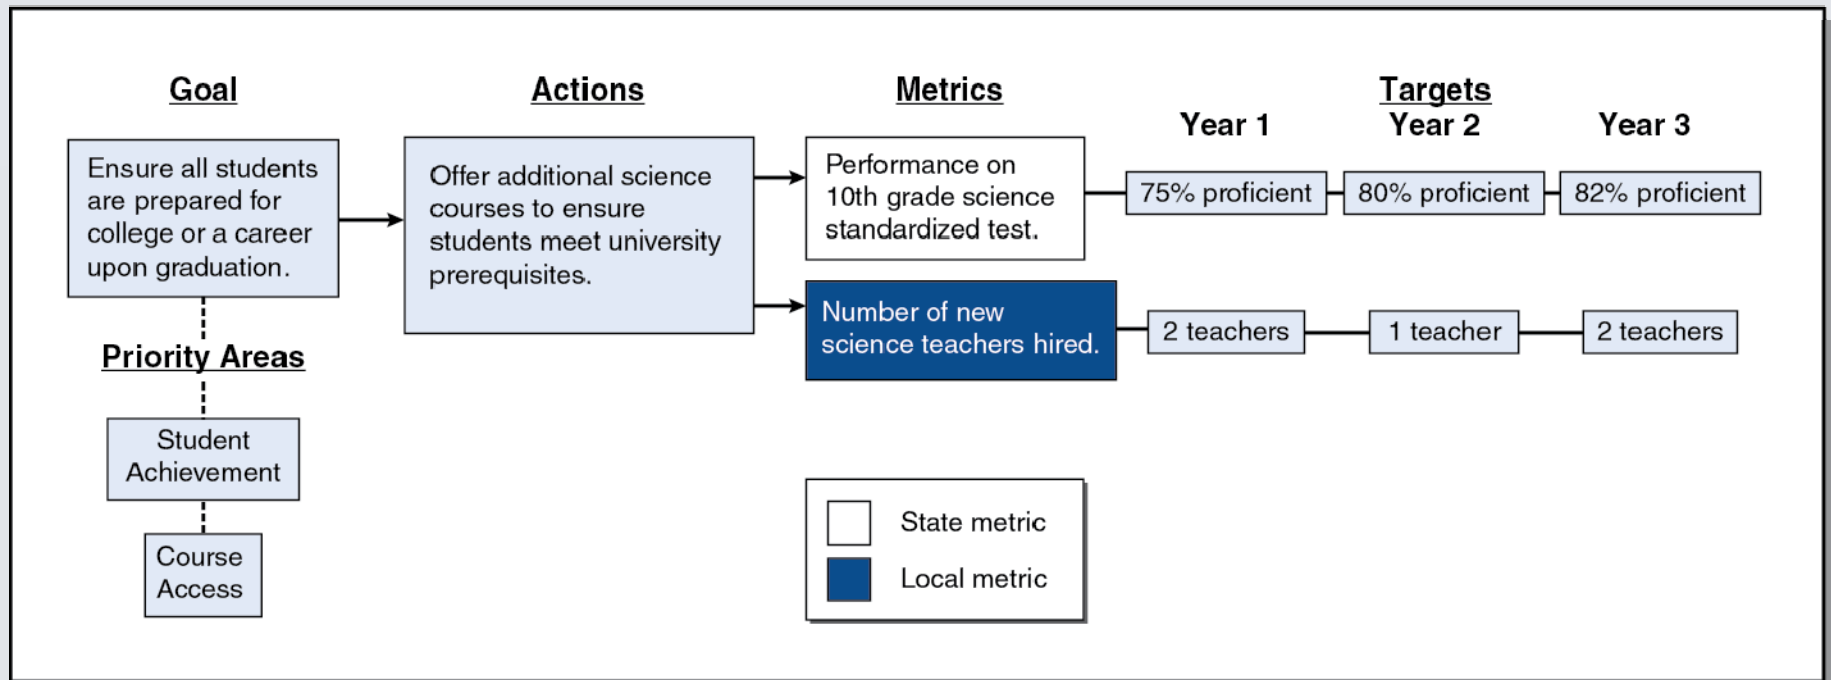 Goal
Actions
Metrics
Targets
Year 1
Year 2
Year 3
Ensure all students
are prepared for
college or a career
upon graduation.
Offer additional science
courses to ensure
students meet university
prerequisites.
Performance on
10th grade science
standardized test.
75% proficient
80% proficient
82% proficient
Number of new
science teachers hired.
2 teachers
1 teacher
2 teachers
Priority Areas
Student
Achievement
Course
Access
State metric
Local metric